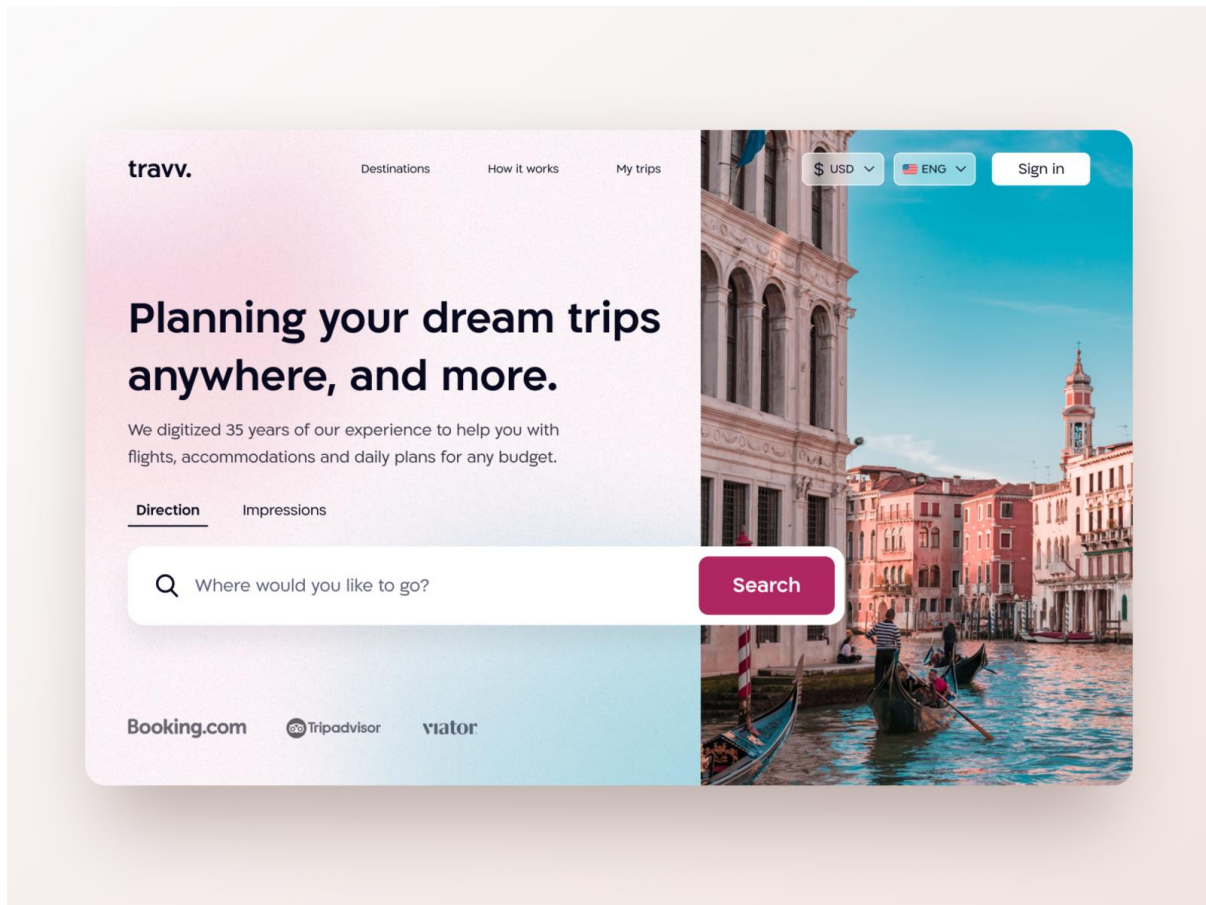 travv.
Destinations
How it works
My trips
$ USD
ENG
Sign in
Planning your dream trips
anywhere, and more.
We digitized 35 years of our experience to help you with
flights, accommodations and daily plans for any budget.
Direction
Impressions
Where would you like to go?
Search
Booking.com
Tripadvisor
viator